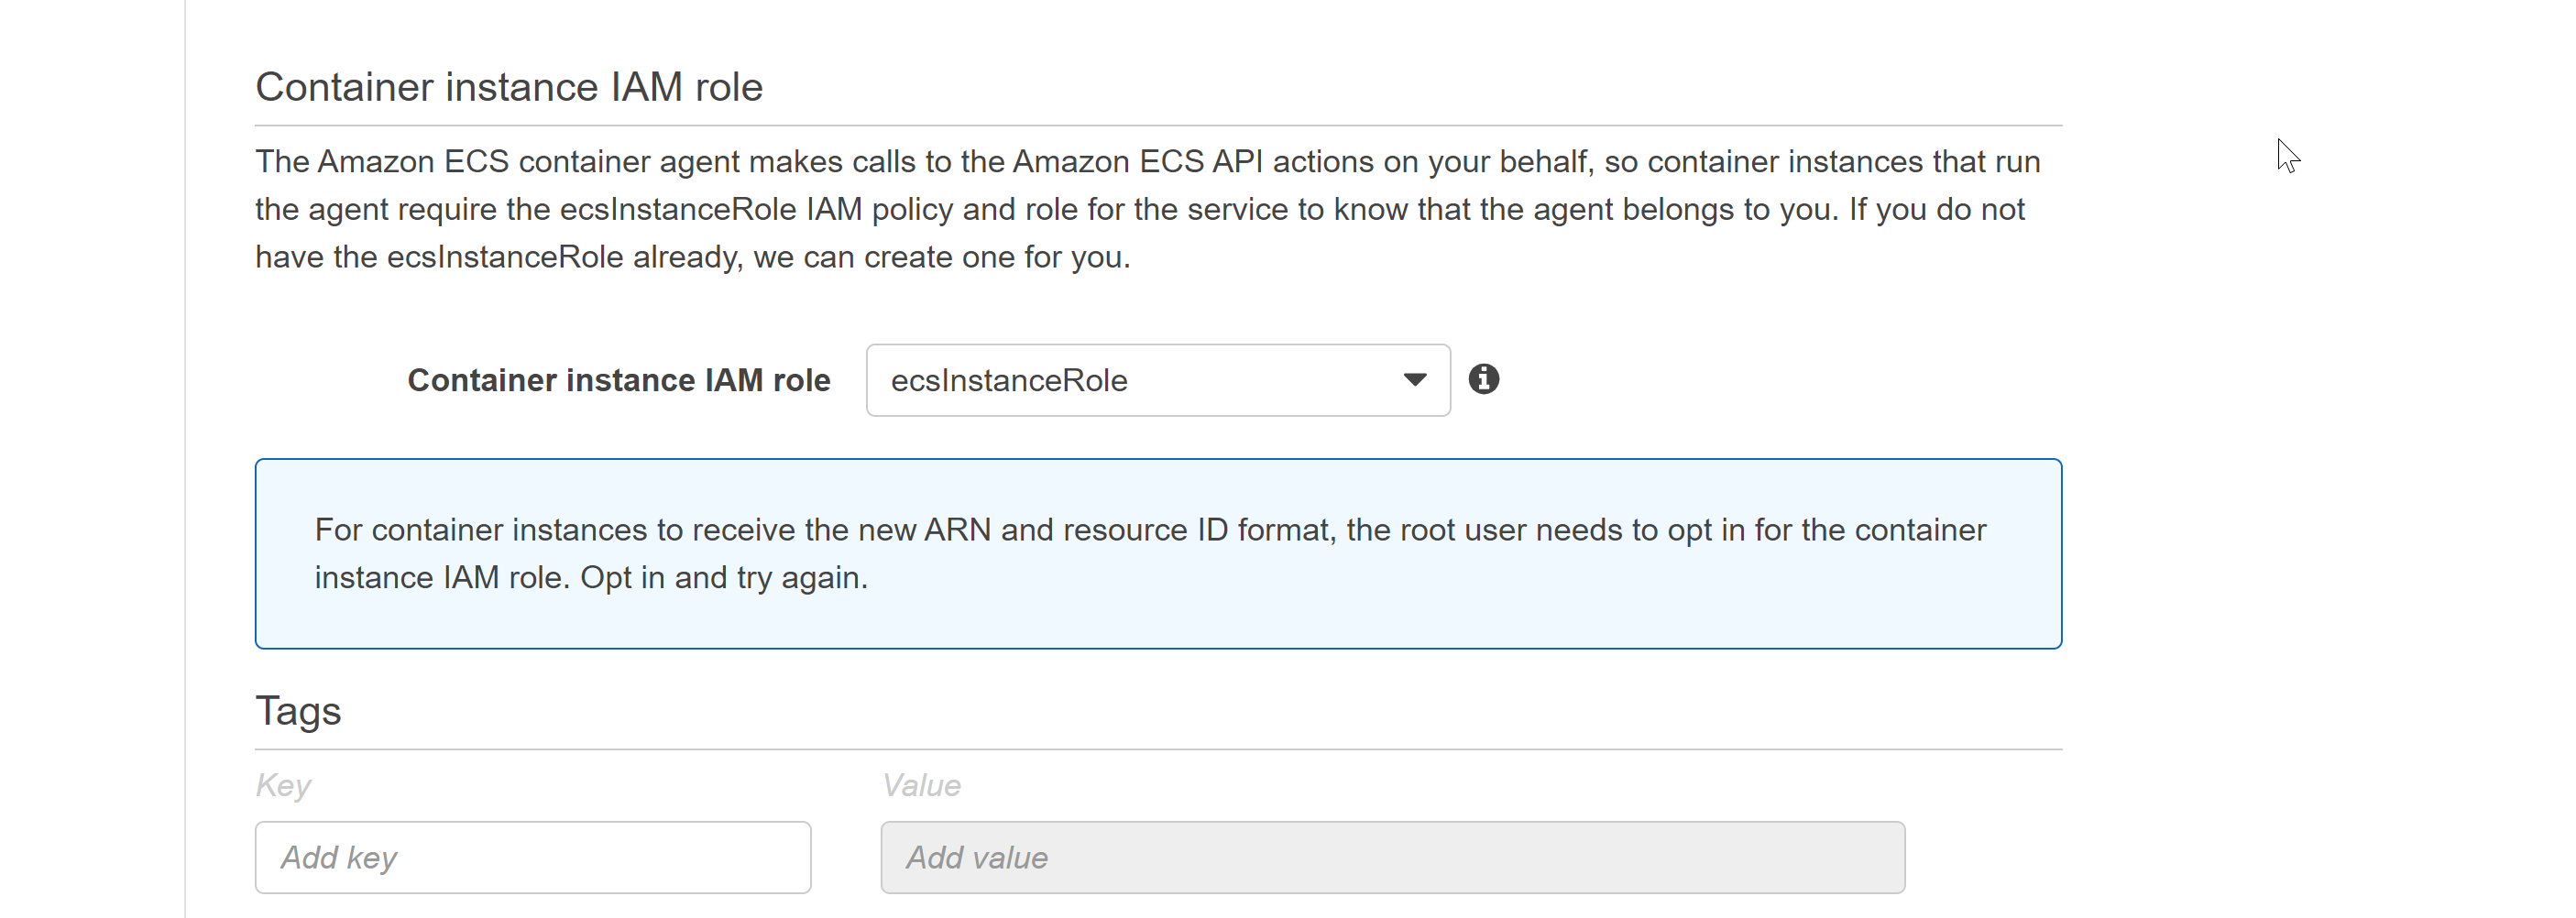 Container instance IAM role
The Amazon ECS container agent makes calls to the Amazon ECS API actions on your behalf, so container instances that run
the agent require the ecsInstanceRole IAM policy and role for the service to know that the agent belongs to you. If you do not
have the ecsInstanceRole already, we can create one for you.
Container instance IAM role ecsInstanceRole
For container instances to receive the new ARN and resource ID format, the root user needs to opt in for the container
instance IAM role. Opt in and try again.
Tags
Key Value
Add key Add value